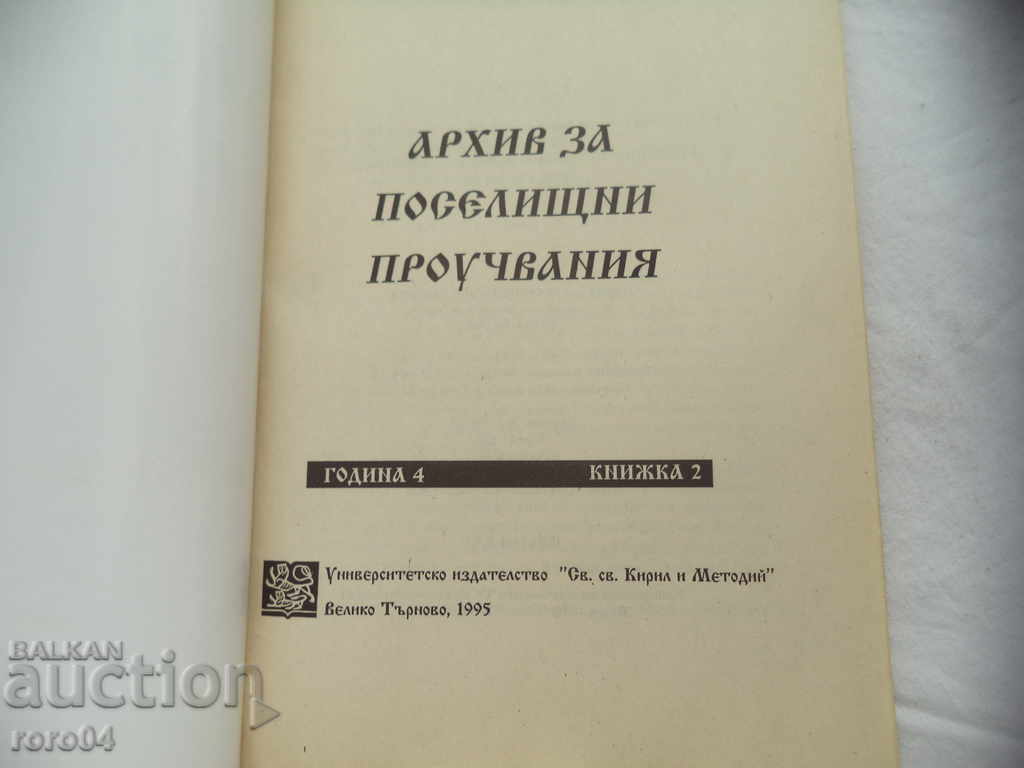 АРХИВ ЗА
ПОСЕЛИЩНИ
ПРОУЧВАНИЯ
ГОДИНА 4 КНИЖКА 2
Университетско издателство "Св. св. Кирил и Методий"
Велико Търново, 1995
BALKAN
auction
roro04